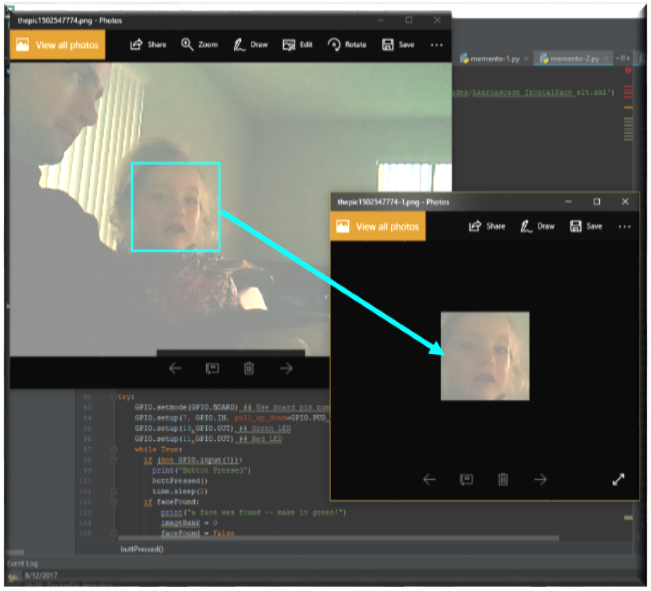 thepic1502547774.png - Photos
View all photos
Share
Zoom
Draw
Edit
Rotate
Save
memento-1.py
memento-2.py
haarcascade_frontalface_alt.xml')
thepic1502547774-1.png - Photos
View all photos
Share
Draw
Save
try:
GPIO.setmode(GPIO.BOARD) ## Use board pin num
GPIO.setup(7, GPIO.IN, pull_up_down=GPIO.PUD_
GPIO.setup(13,GPIO.OUT) ## Green LED
GPIO.setup(11,GPIO.OUT) ## Red LED
while True:
if (not GPIO.input(7)):
print("Button Pressed")
buttPressed()
time.sleep(2)
if faceFound:
print("a face was found -- make it green!")
imageRank = 0
faceFound = false
buttPressed()
Event Log
8/12/2017